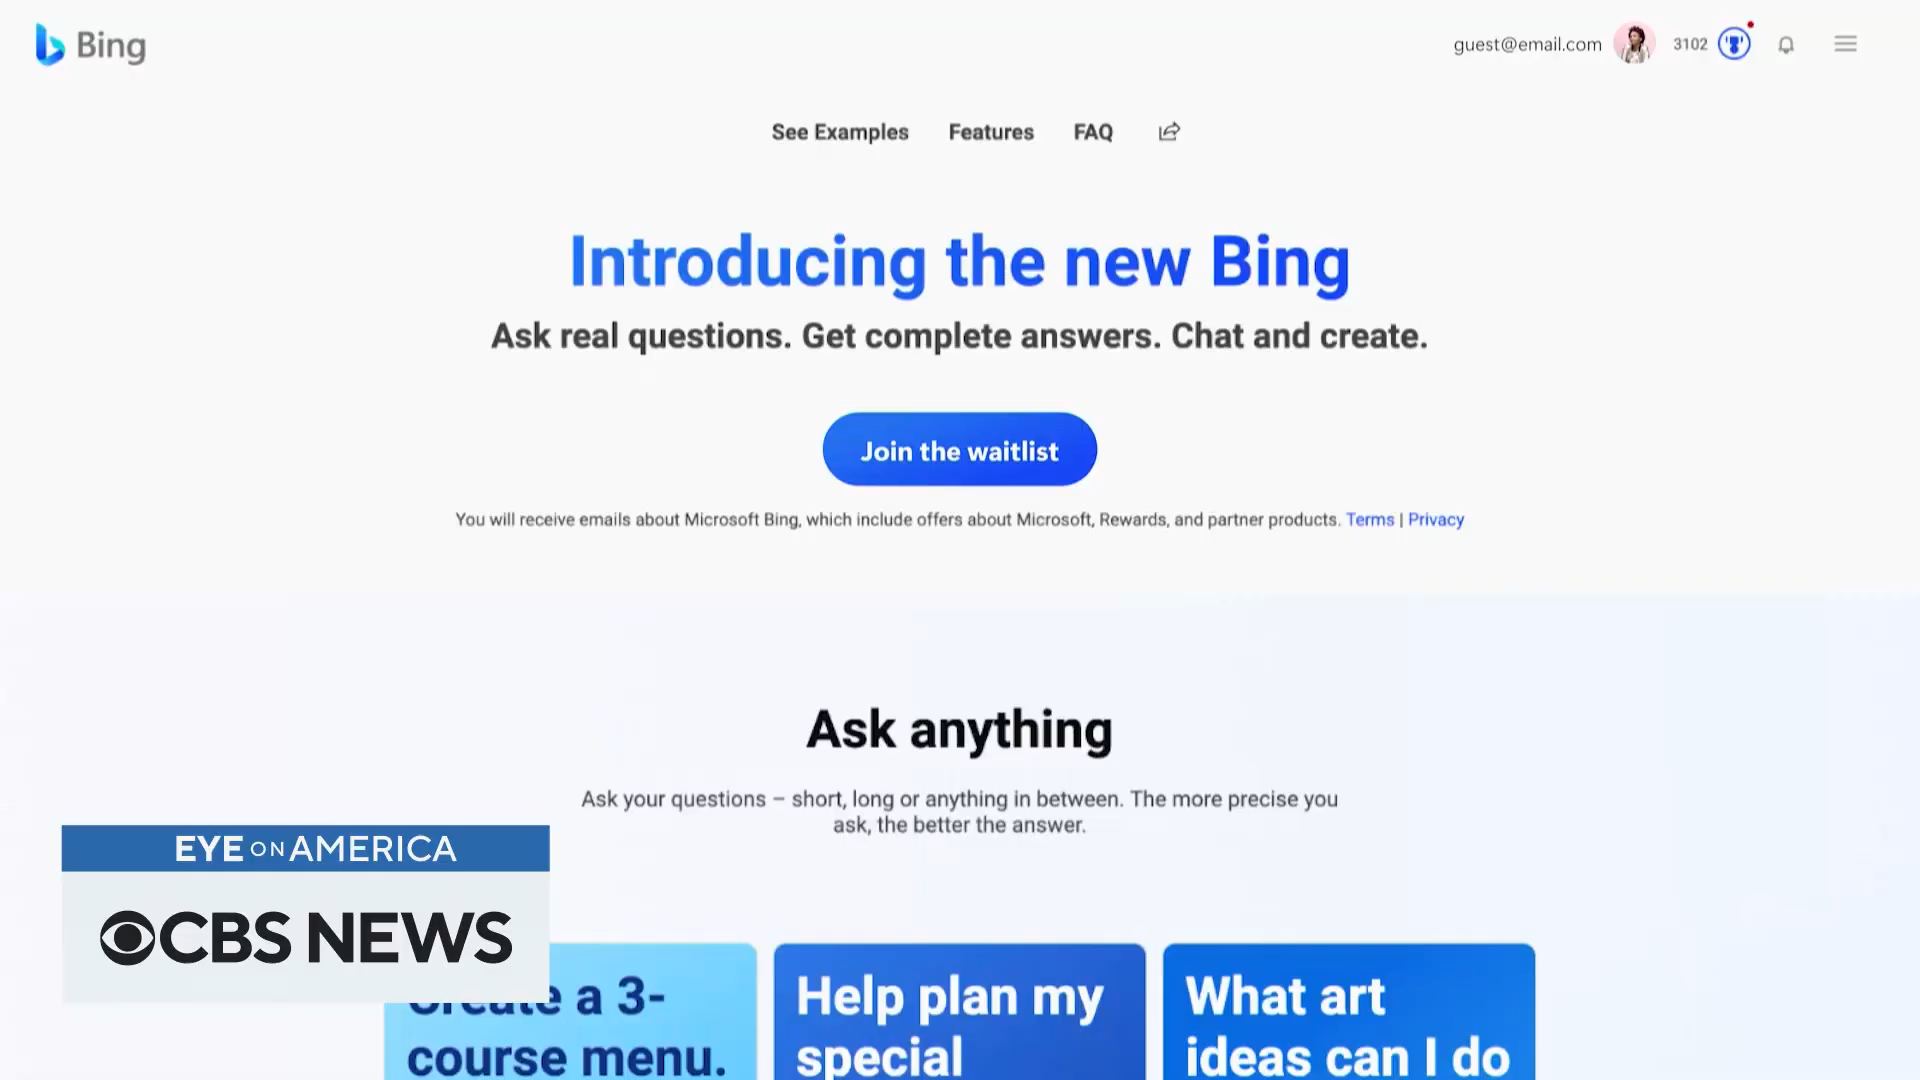 Bing
guest@email.com 3102
See Examples Features FAQ
Introducing the new Bing
Ask real questions. Get complete answers. Chat and create.
Join the waitlist
You will receive emails about Microsoft Bing, which include offers about Microsoft, Rewards, and partner products. Terms | Privacy
Ask anything
Ask your questions – short, long or anything in between. The more precise you
ask, the better the answer.
EYE ON AMERICA
CBS NEWS
Create a 3-
course menu.
Help plan my
special
What art
ideas can I do